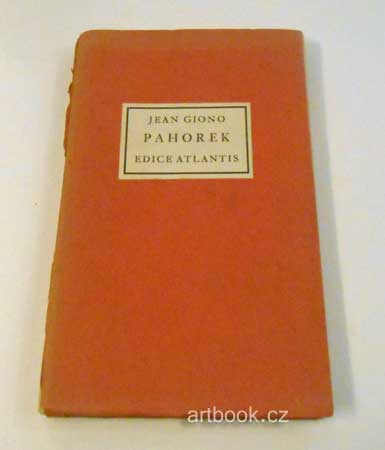 JEAN GIONO
PAHOREK
EDICE ATLANTIS
artbook.cz